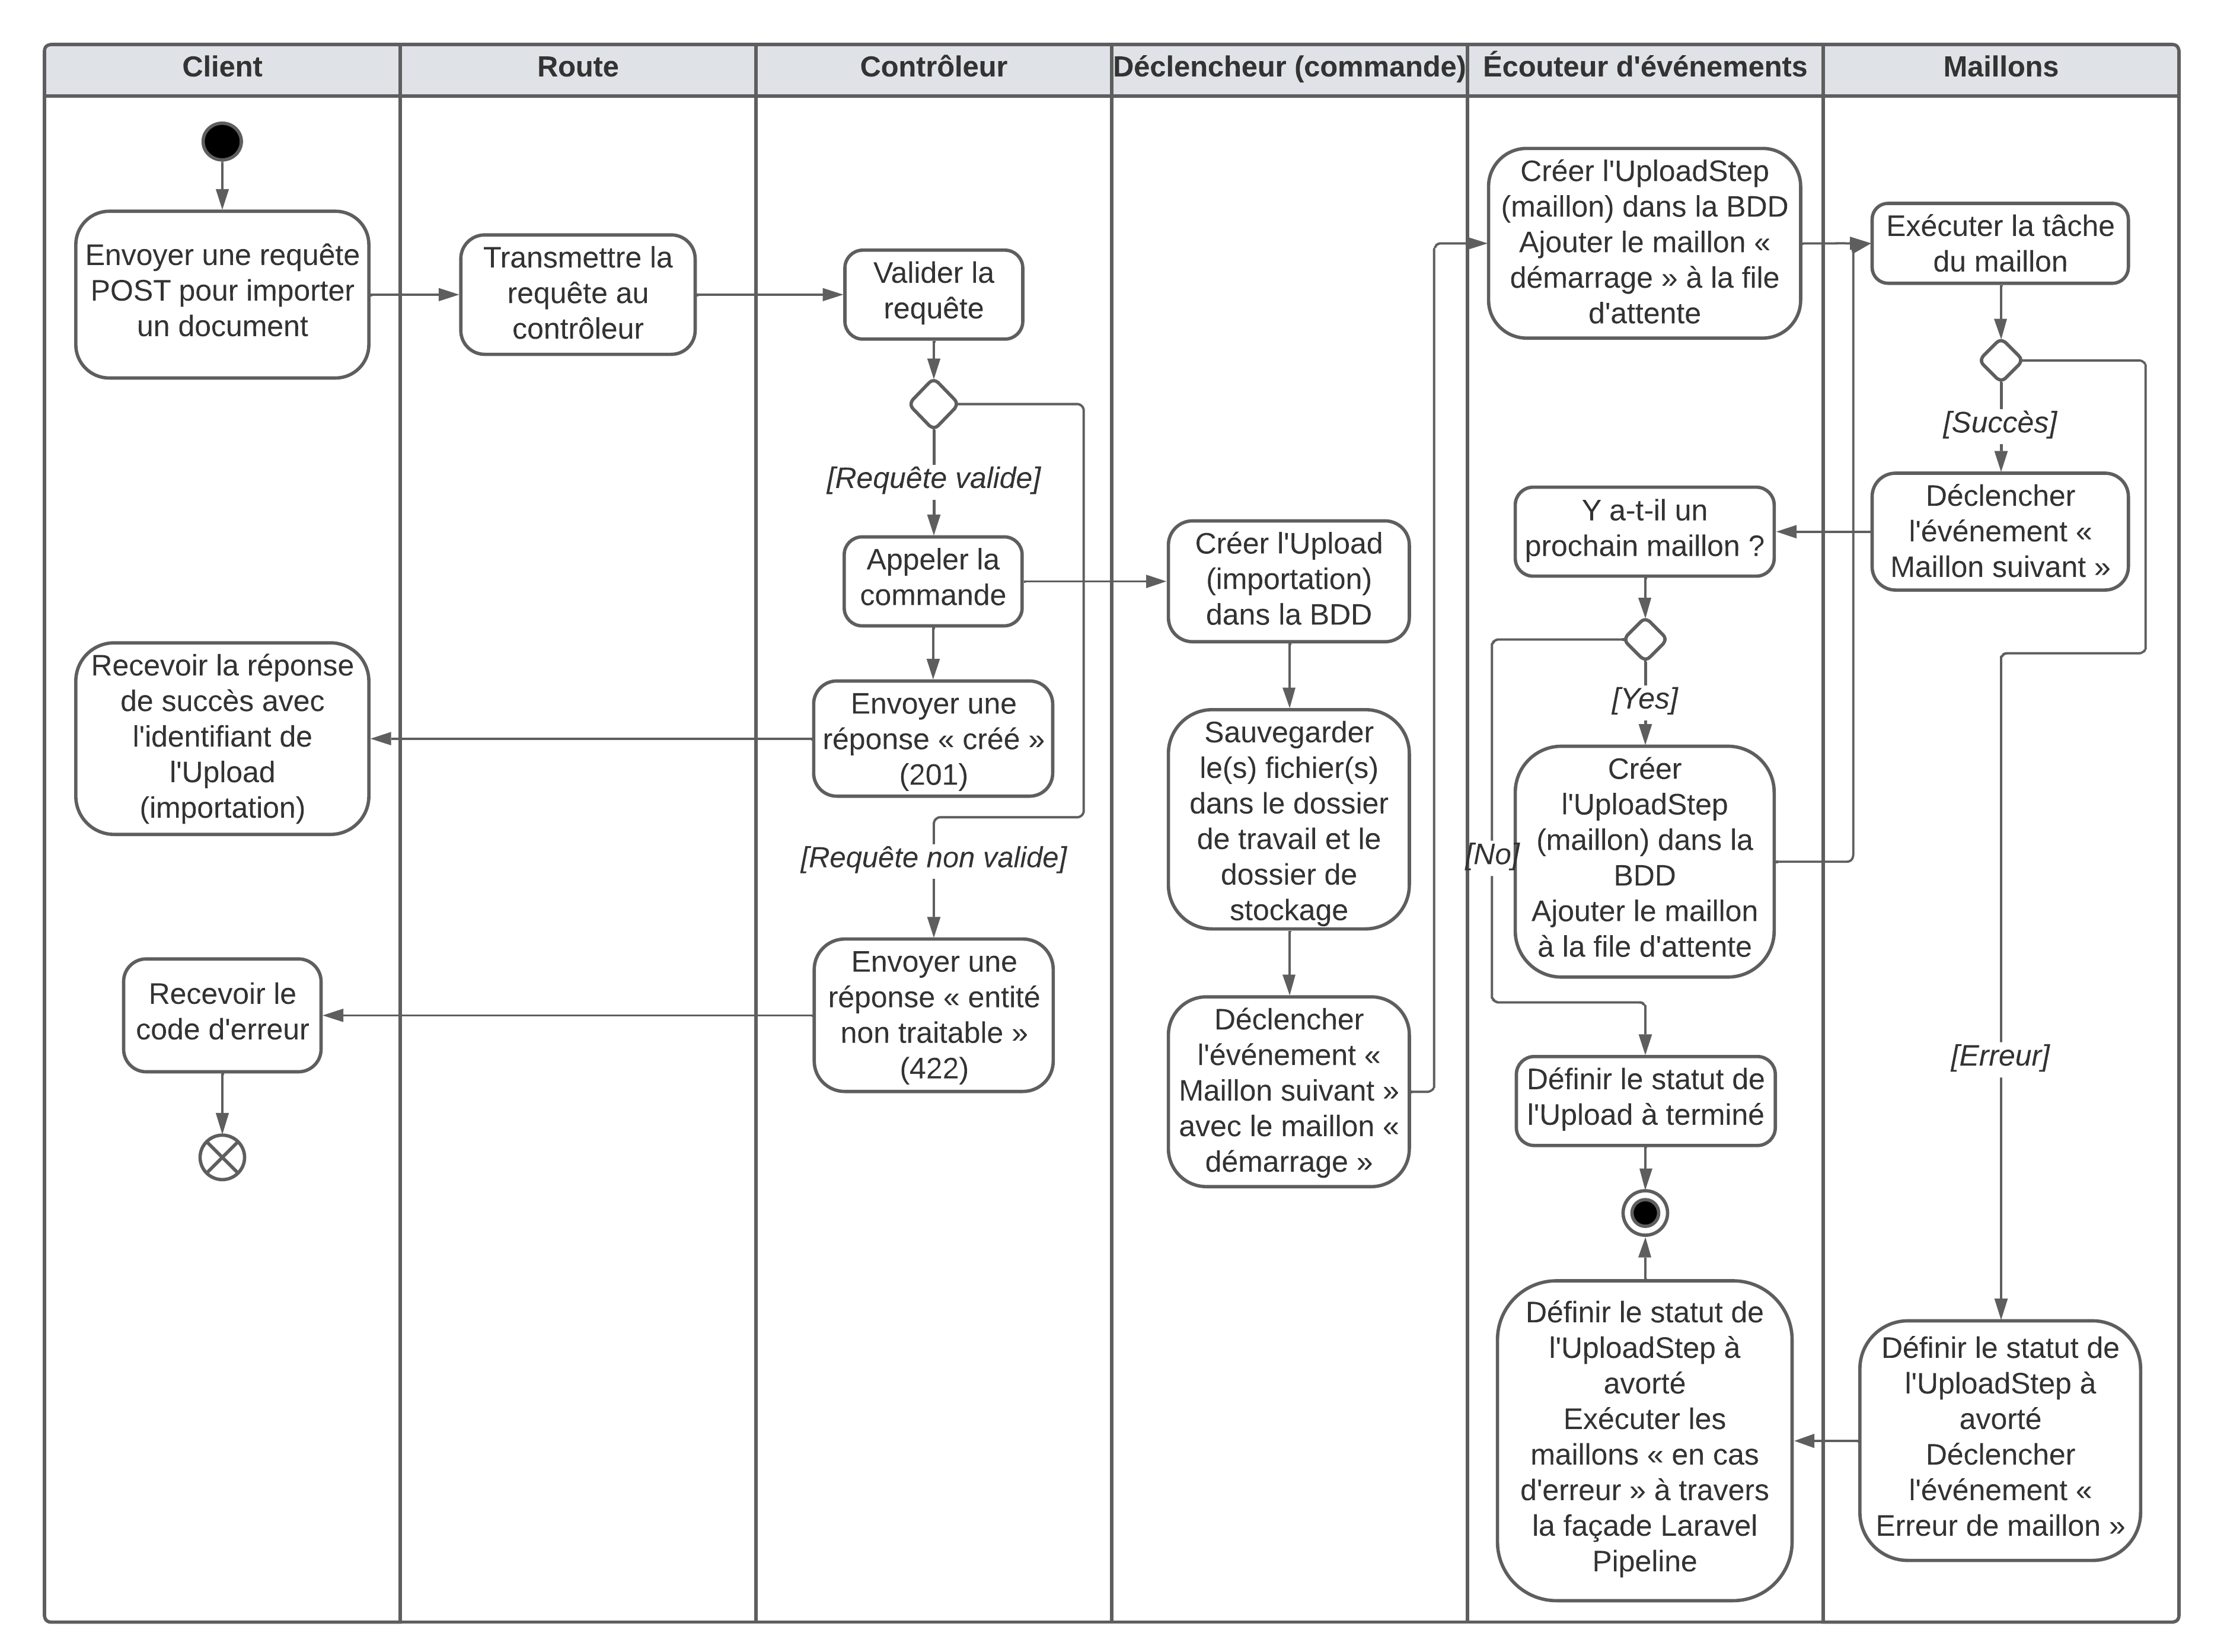 Client
Route
Contrôleur
Déclencheur (commande)
Écouteur d'événements
Maillons
Envoyer une requête
POST pour importer
un document
Transmettre la
requête au
contrôleur
Valider la
requête
[Requête valide]
Appeler la
commande
Envoyer une
réponse « créé »
(201)
Recevoir la réponse
de succès avec
l'identifiant de
l'Upload
(importation)
[Requête non valide]
Envoyer une
réponse « entité
non traitable »
(422)
Recevoir le
code d'erreur
Créer l'Upload
(importation)
dans la BDD
Sauvegarder
le(s) fichier(s)
dans le dossier
de travail et le
dossier de
stockage
Déclencher
l'événement «
Maillon suivant »
avec le maillon «
démarrage »
Créer l'UploadStep
(maillon) dans la BDD
Ajouter le maillon «
démarrage » à la file
d'attente
Exécuter la tâche
du maillon
[Succès]
Déclencher
l'événement «
Maillon suivant »
Y a-t-il un
prochain maillon ?
[Yes]
Créer
l'UploadStep
(maillon) dans la
BDD
Ajouter le maillon
à la file d'attente
[No]
Définir le statut de
l'Upload à terminé
[Erreur]
Définir le statut de
l'UploadStep à
avorté
Déclencher
l'événement «
Erreur de maillon »
Définir le statut de
l'UploadStep à
avorté
Exécuter les
maillons « en cas
d'erreur » à travers
la façade Laravel
Pipeline